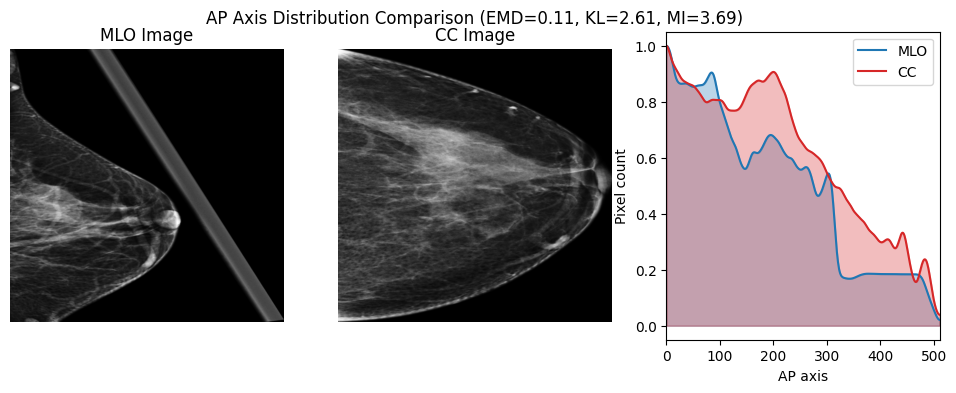 AP Axis Distribution Comparison (EMD=0.11, KL=2.61, MI=3.69)
MLO Image
CC Image
MLO
CC
Pixel count
1.0
0.8
0.6
0.4
0.2
0.0
0 100 200 300 400 500
AP axis